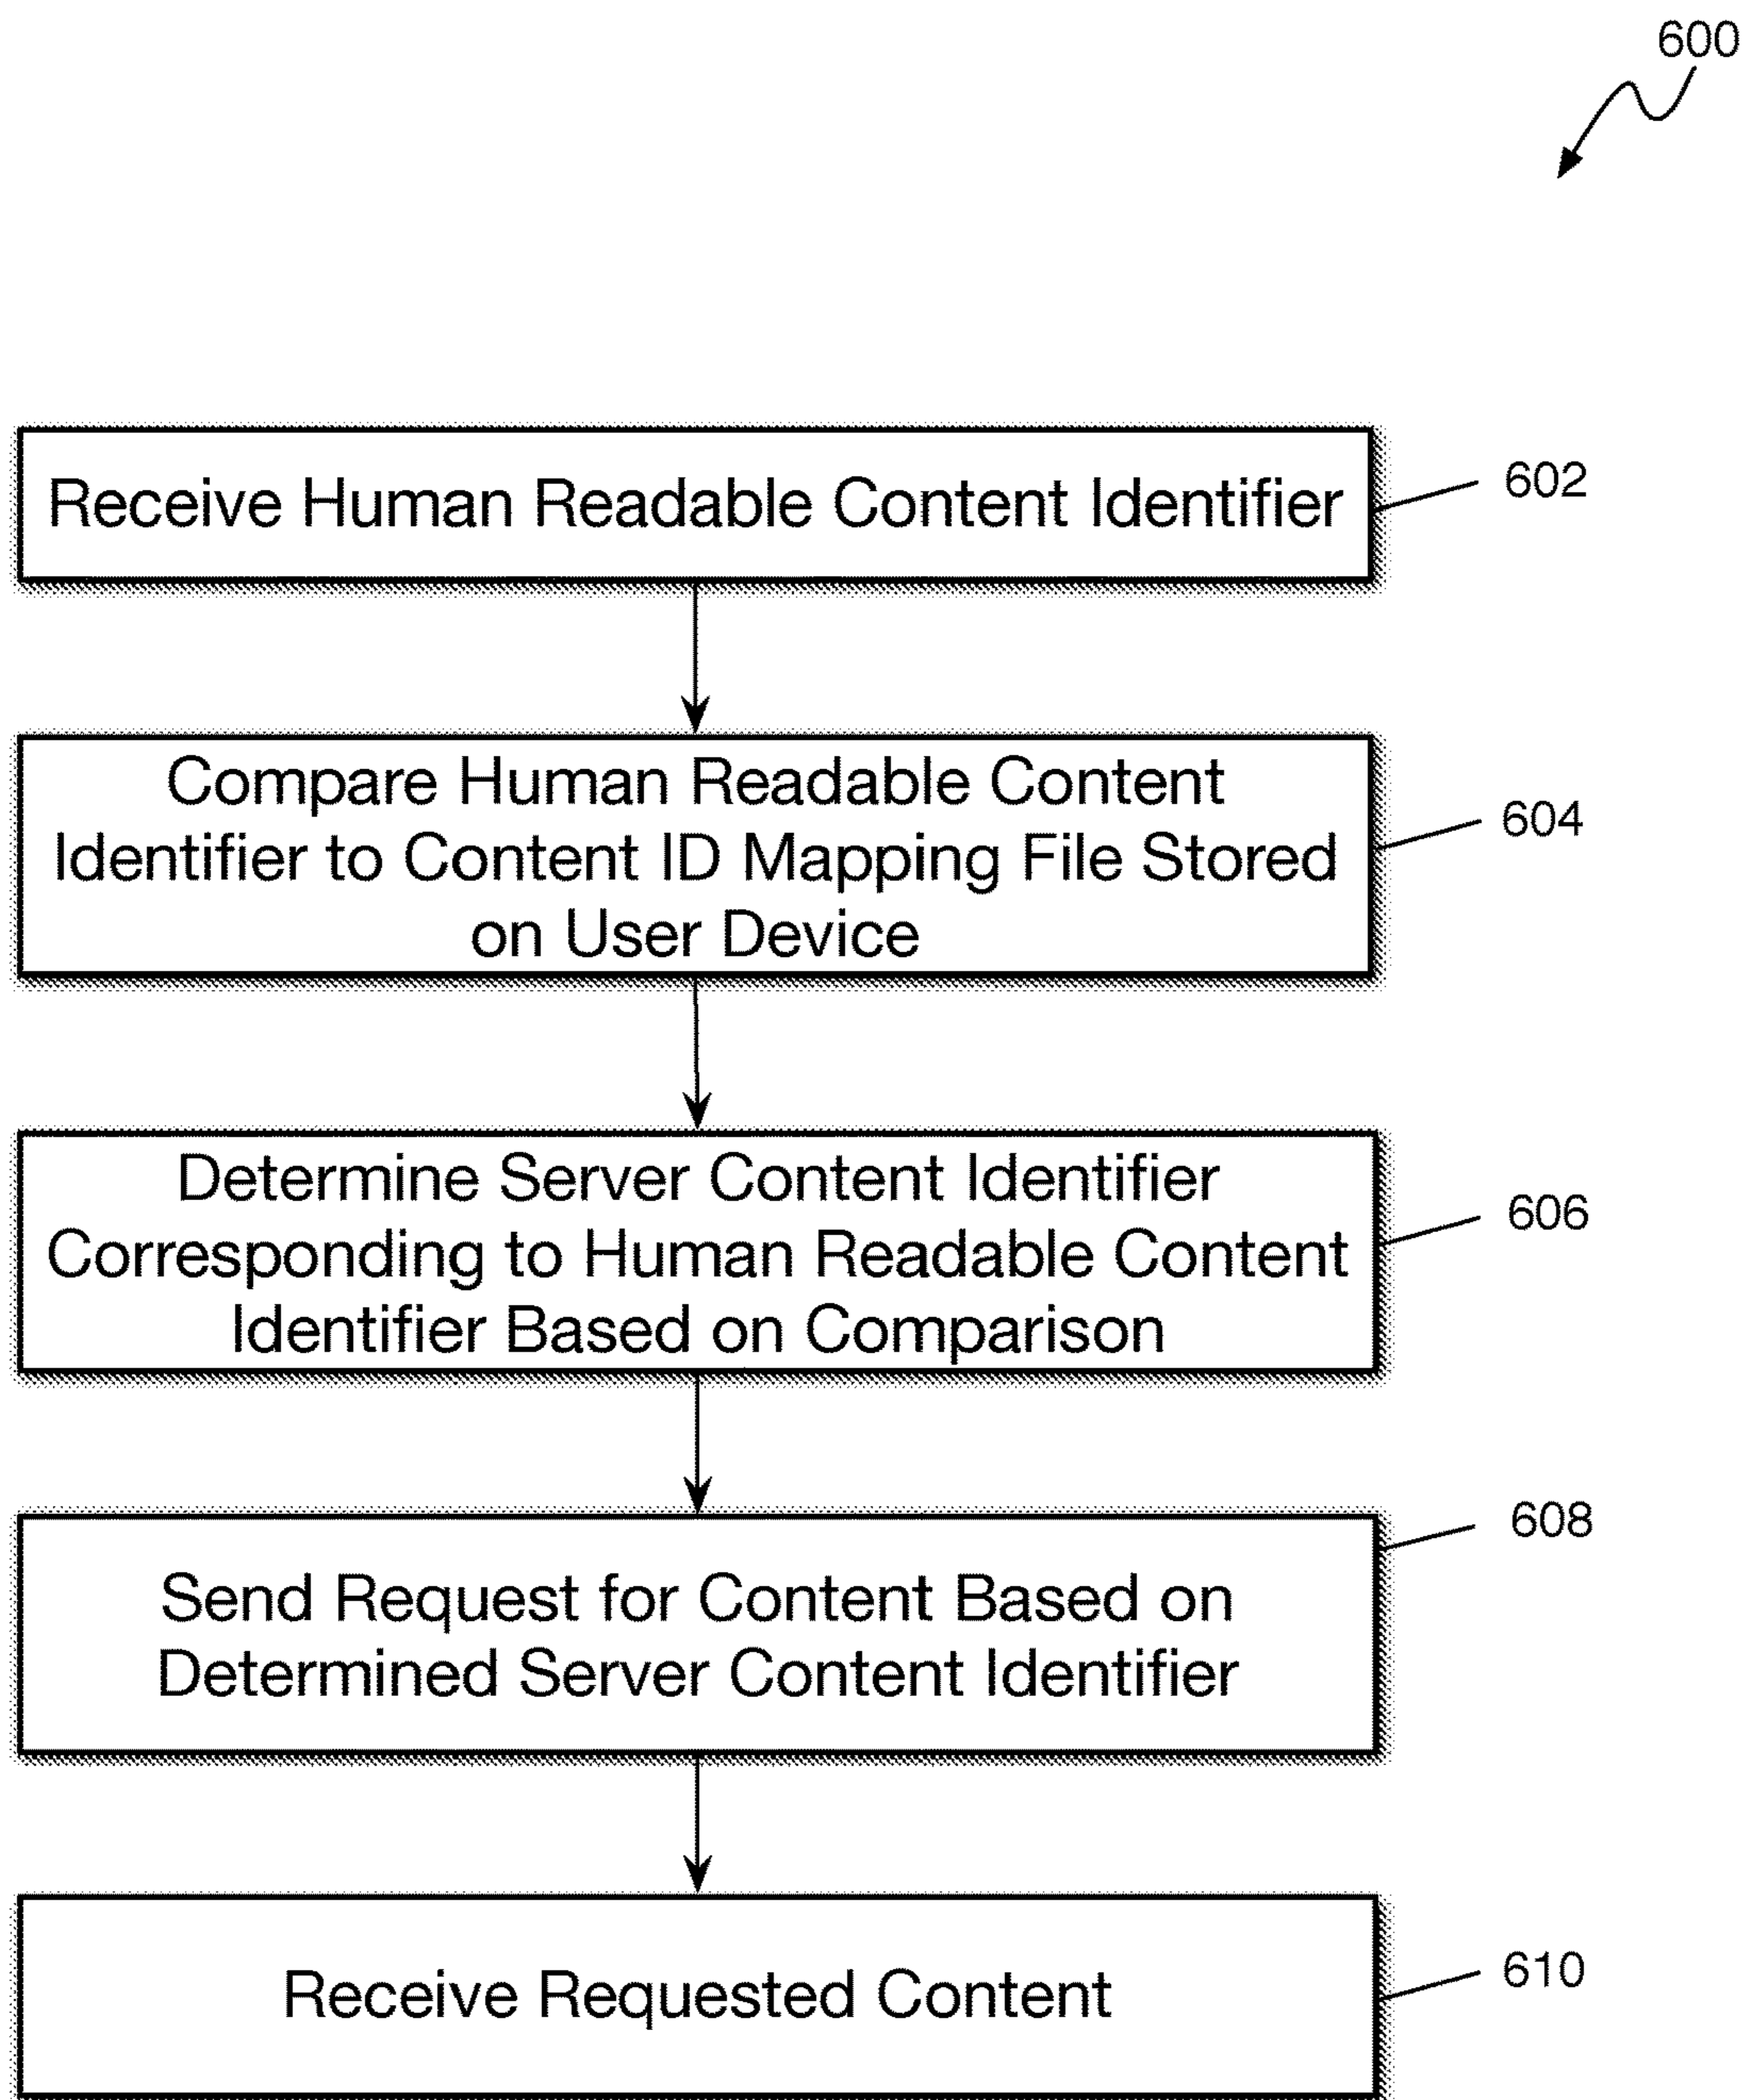 600
Receive Human Readable Content Identifier
602
Compare Human Readable Content
Identifier to Content ID Mapping File Stored
on User Device
604
Determine Server Content Identifier
Corresponding to Human Readable Content
Identifier Based on Comparison
606
Send Request for Content Based on
Determined Server Content Identifier
608
Receive Requested Content
610